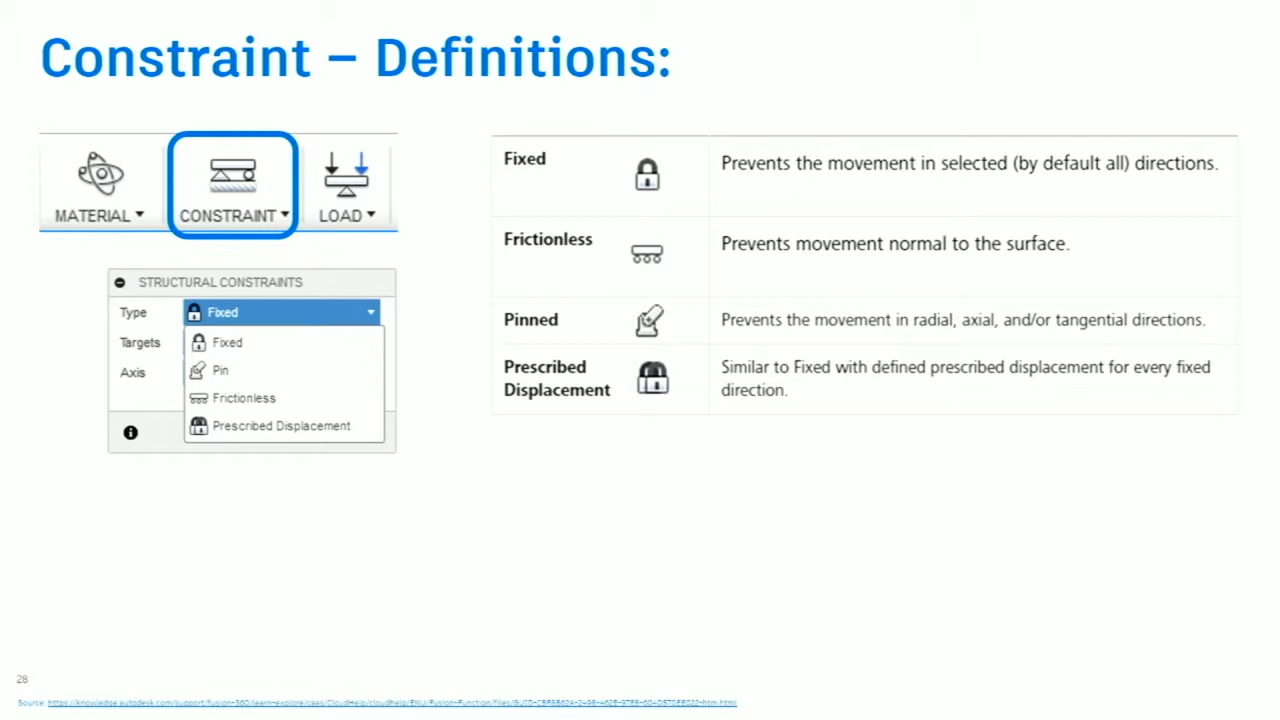 Constraint – Definitions:
MATERIAL CONSTRAINT LOAD
STRUCTURAL CONSTRAINTS
Type Fixed
Targets Fixed
Axis Pin
Frictionless
Prescribed Displacement
Fixed Prevents the movement in selected (by default all) directions.
Frictionless Prevents movement normal to the surface.
Pinned Prevents the movement in radial, axial, and/or tangential directions.
Prescribed Similar to Fixed with defined prescribed displacement for every fixed
Displacement direction.
28
Source: